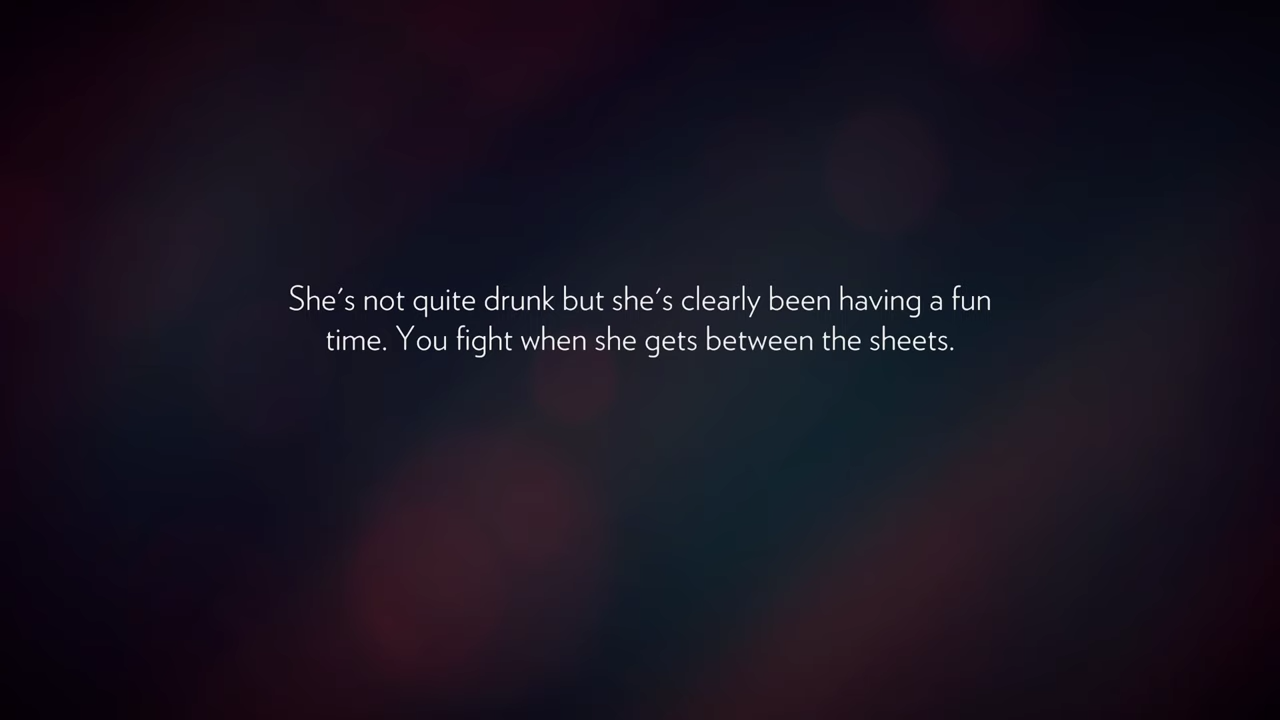 She's not quite drunk but she's clearly been having a fun
time. You fight when she gets between the sheets.